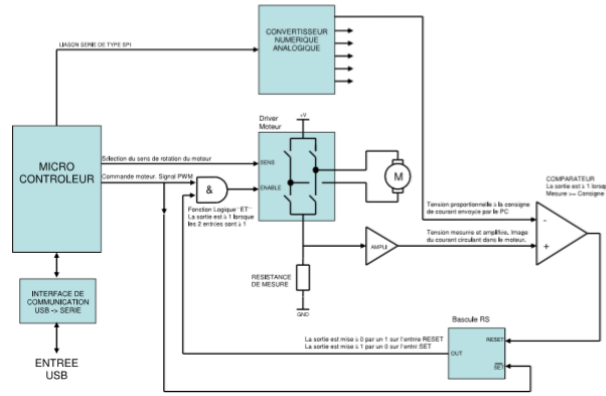 CONVERTISSEUR
NUMERIQUE
ANALOGIQUE
LIAISON SERIE DE TYPE SPI
Driver
Moteur
+V
MICRO
CONTROLEUR
Sélection du sens de rotation du moteur
SENS
Commande moteur. Signal PWM
ENABLE
&
M
Fonction Logique "ET"
La sortie est à 1 lorsque
les 2 entrées sont à 1
COMPARATEUR
La sortie est à 1 lorsq
Mesure >= Consigne
Tension proportionelle à la consigne
de courant envoyée par le PC
-
+
AMPLI
Tension mesurée et amplifiée. Image
du courant circulant dans le moteur.
RESISTANCE
DE MESURE
GND
INTERFACE DE
COMMUNICATION
USB <-> SERIE
ENTREE
USB
Bascule RS
La sortie est mise à 0 par un 1 sur l'entrée RESET
La sortie est mise à 1 par un 0 sur l'entré SET
RESET
OUT
SET